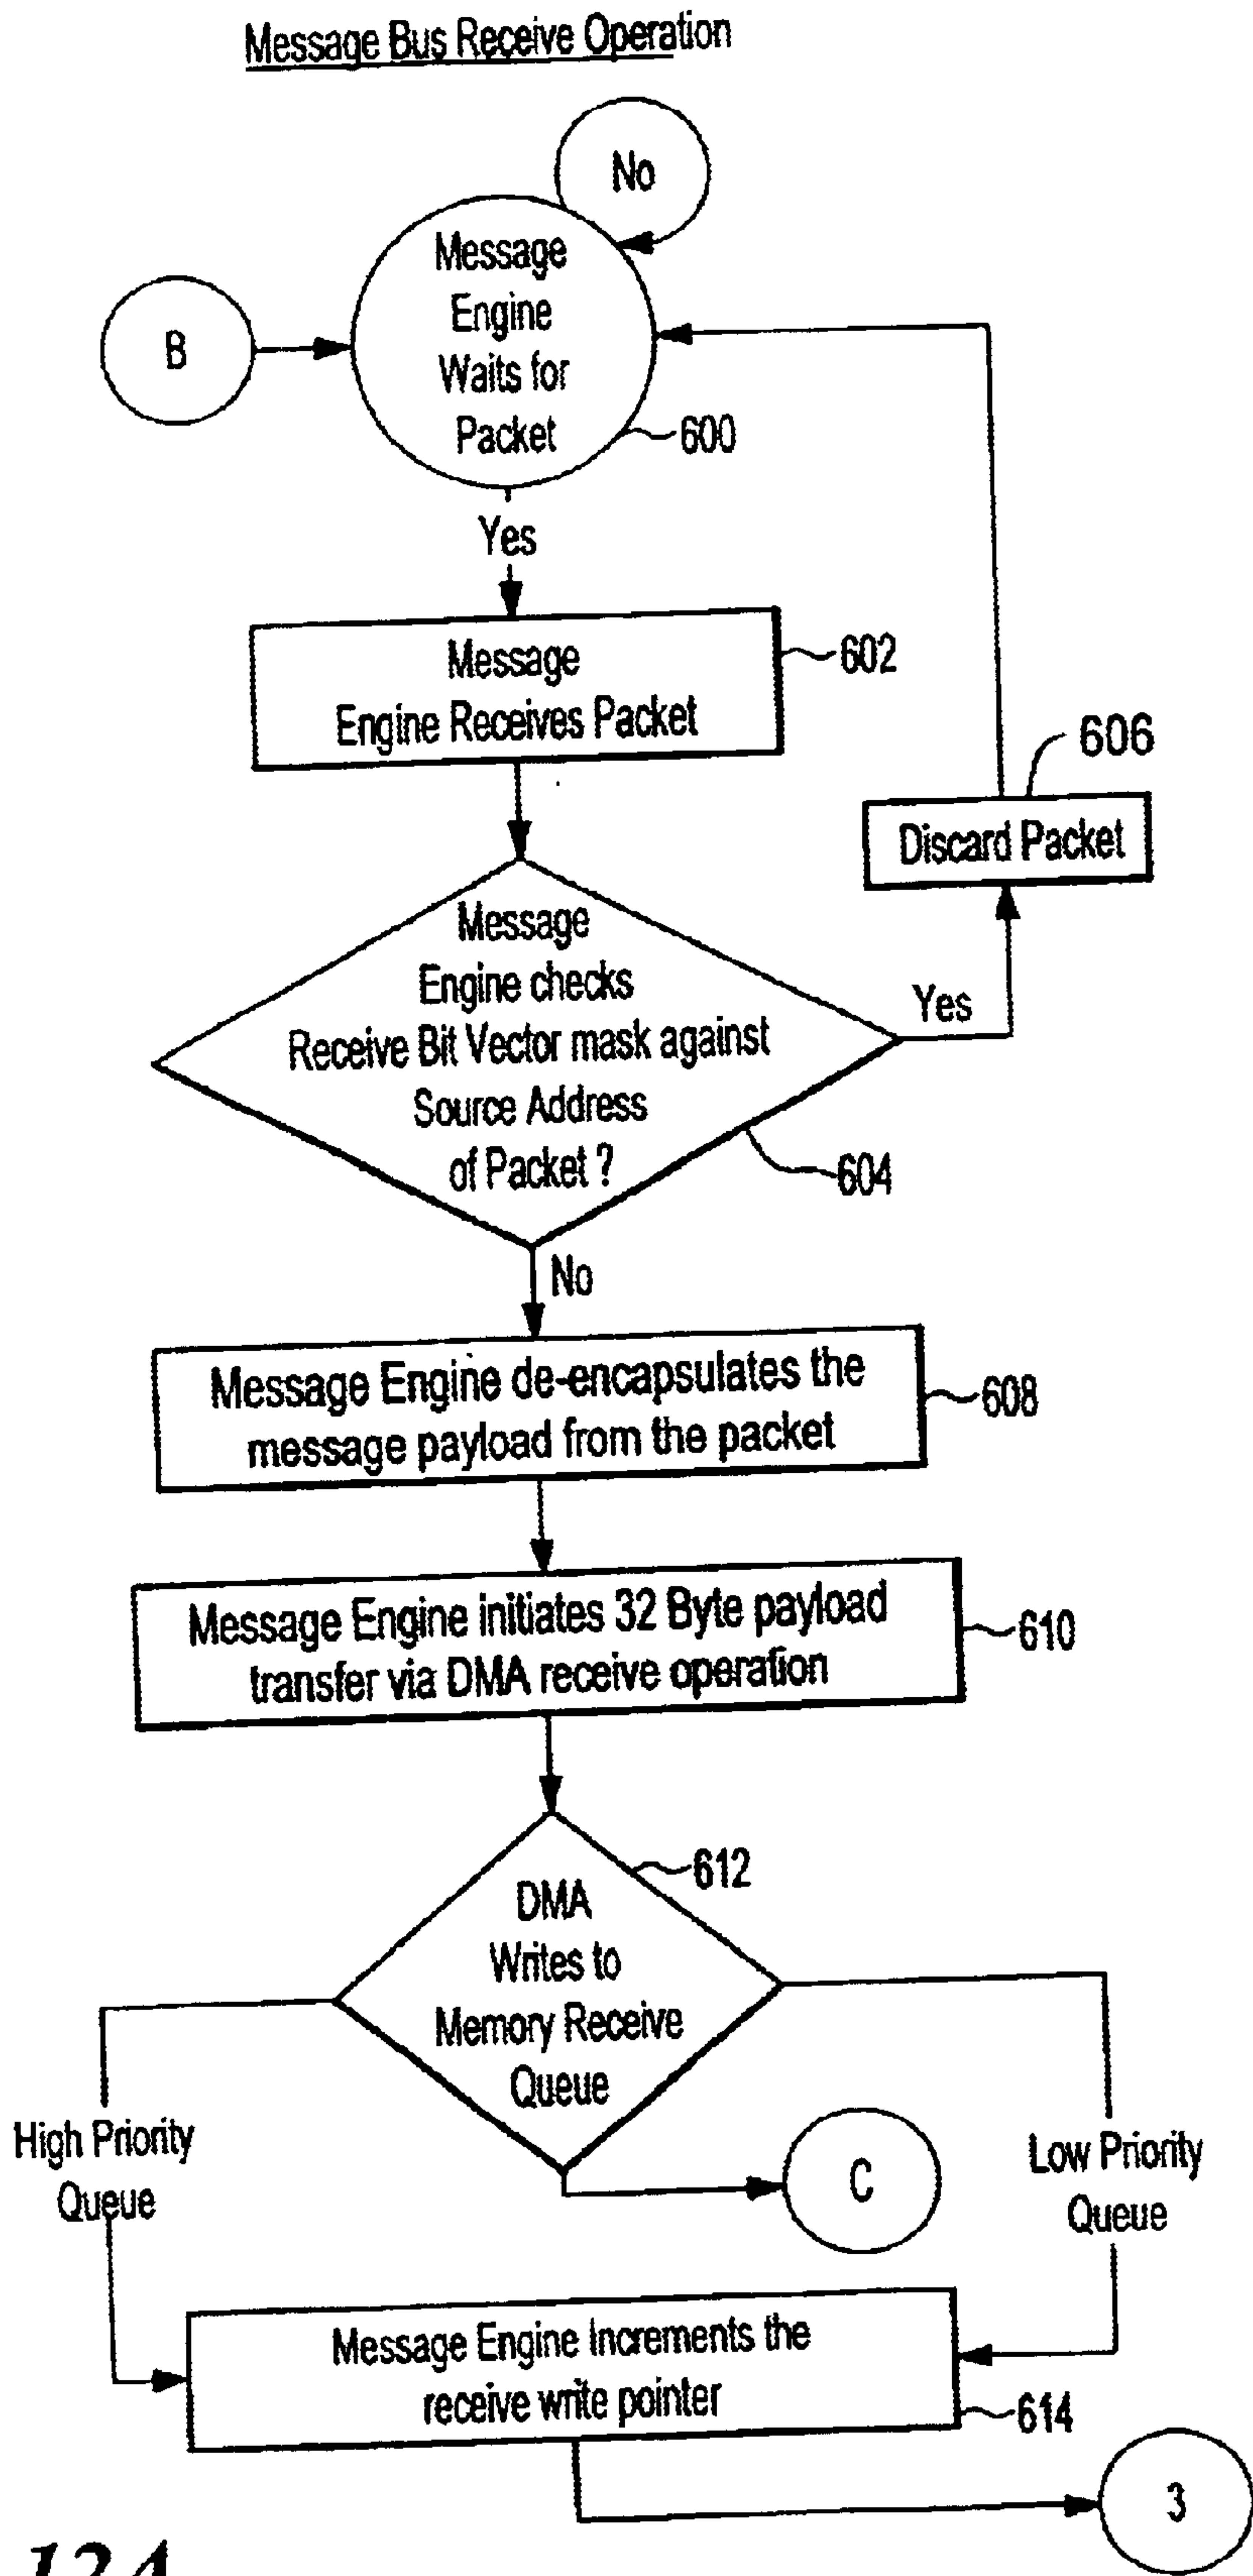 Message Bus Receive Operation
No
Message
Engine
Waits for
Packet
B
600
Yes
Message
Engine Receives Packet
602
606
Discard Packet
Message
Engine checks
Receive Bit Vector mask against
Source Address
of Packet ?
Yes
604
No
Message Engine de-encapsulates the
message payload from the packet
608
Message Engine initiates 32 Byte payload
transfer via DMA receive operation
610
612
DMA
Writes to
Memory Receive
Queue
High Priority
Queue
C
Low Priority
Queue
Message Engine Increments the
receive write pointer
614
3
12A